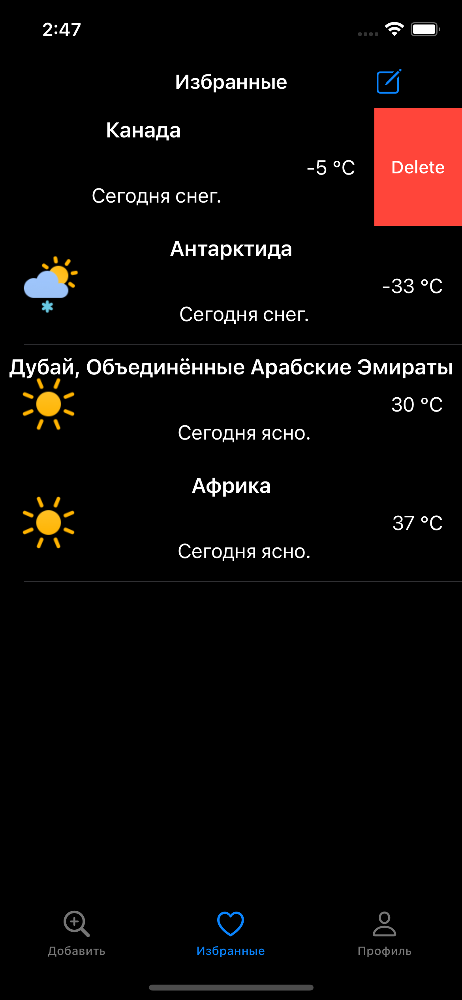 2:47
Избранные
Канада
-5 °C
Delete
Сегодня снег.
Антарктида
-33 °C
Сегодня снег.
Дубай, Объединённые Арабские Эмираты
30 °C
Сегодня ясно.
Африка
37 °C
Сегодня ясно.
Добавить
Избранные
Профиль